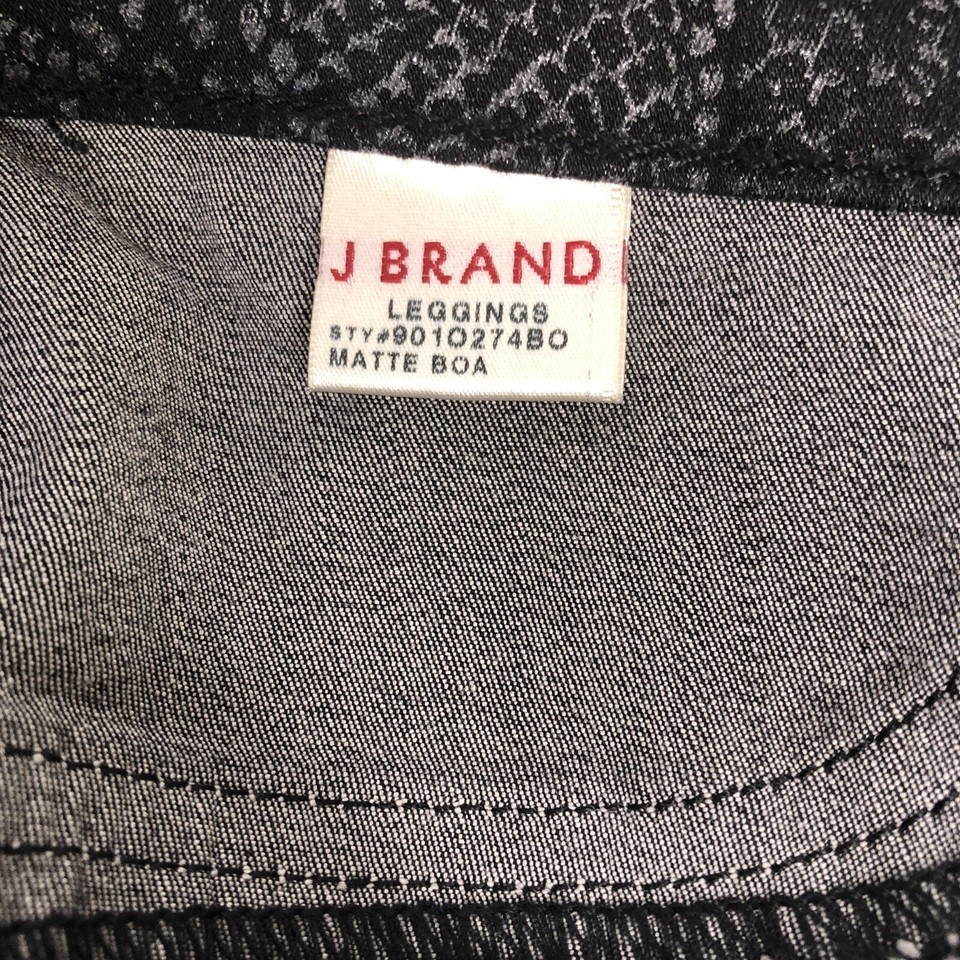 J BRAND
LEGGINGS
STY#9010274BO
MATTE BOA